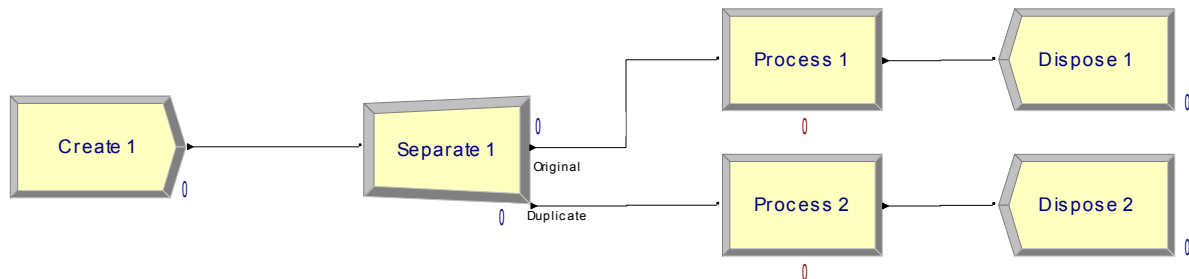 Process 1
Dispose 1
0
0
Create 1
0
Separate 1
0
Original
0
Duplicate
Process 2
Dispose 2
0
0
0